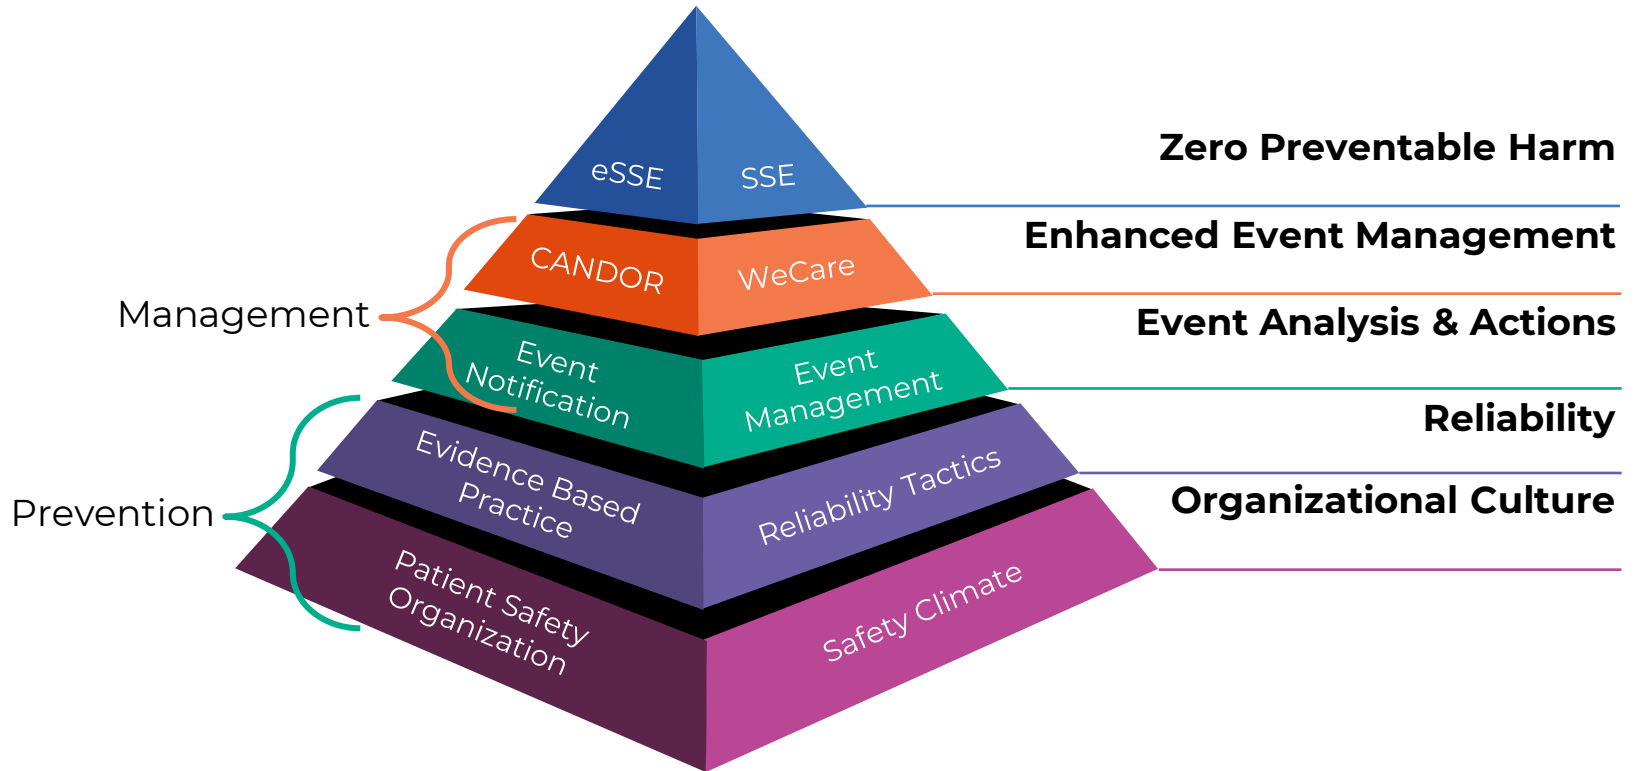 eSSE
SSE
Zero Preventable Harm
CANDOR
WeCare
Enhanced Event Management
Management
Event
Notification
Event
Management
Event Analysis & Actions
Evidence Based
Practice
Reliability Tactics
Reliability
Prevention
Patient Safety
Organization
Safety Climate
Organizational Culture